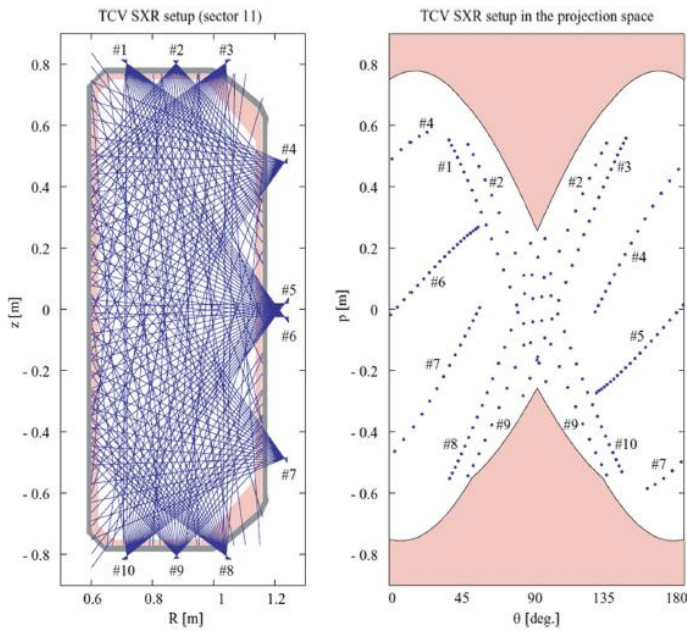 TCV SXR setup (sector 11)
#1 #2 #3
#4
#5
#6
#7
#10 #9 #8
0.8
0.6
0.4
0.2
0
- 0.2
- 0.4
- 0.6
- 0.8
z [m]
0.6 0.8 1 1.2 1.4
R [m]
TCV SXR setup in the projection space
#4
#1
#2 #2
#3
#4
#6
#5
#7
#8 #9 #9 #10
#7
0.8
0.6
0.4
0.2
0
- 0.2
- 0.4
- 0.6
- 0.8
p [m]
0 45 90 135 180
θ [deg.]